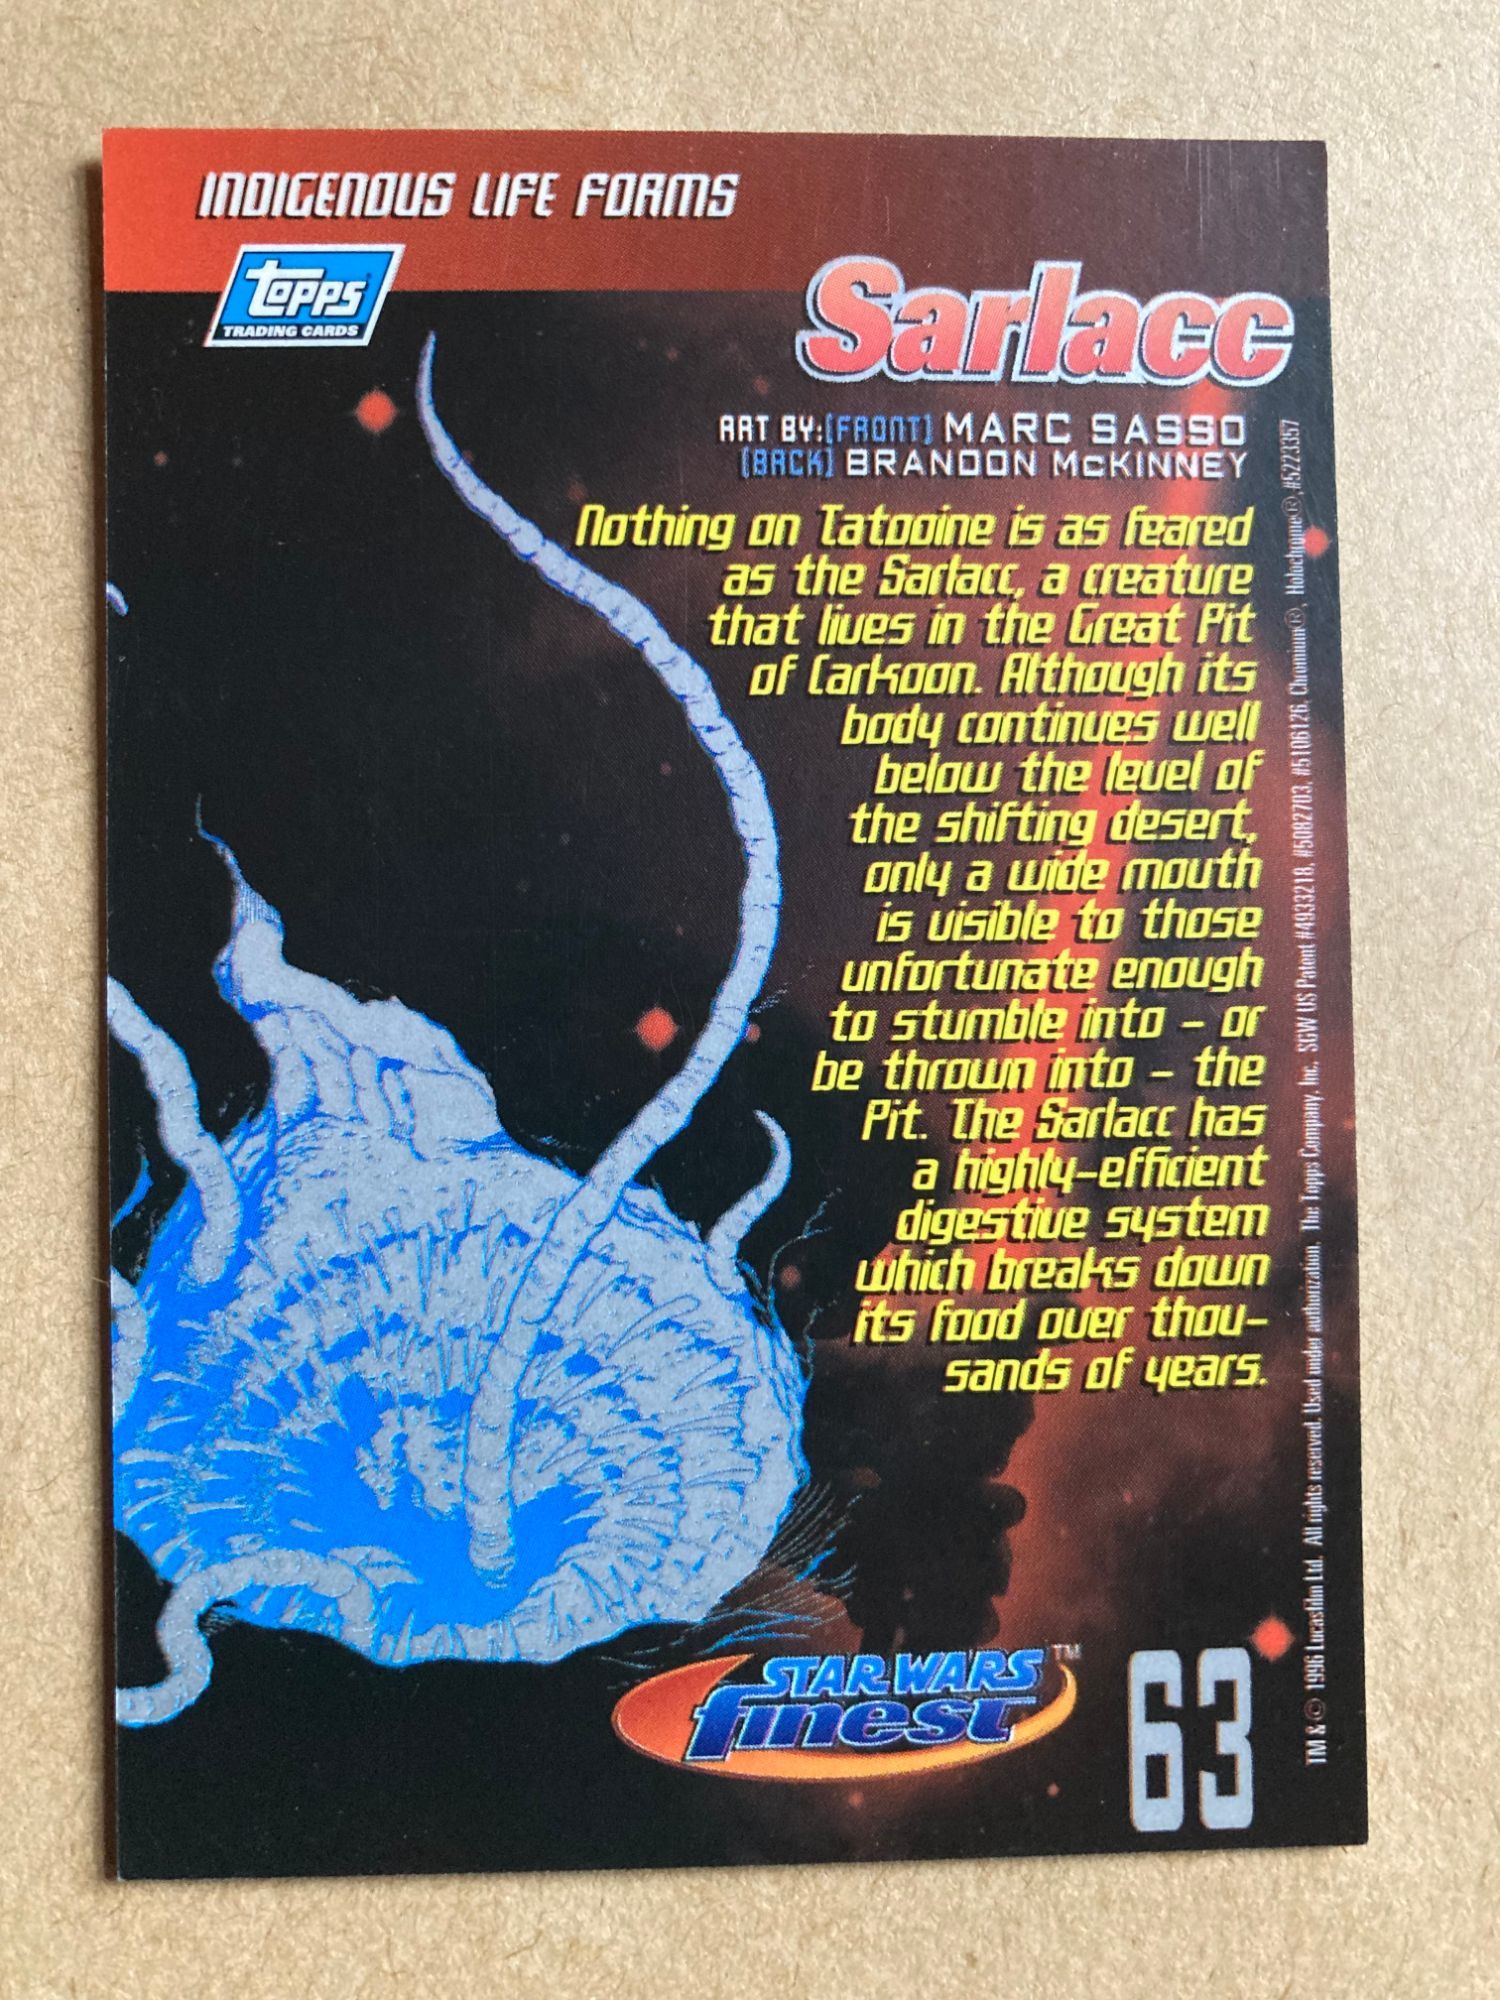 INDIGENOUS LIFE FORMS
Topps
TRADING CARDS
Sarlacc
ART BY:[FRONT] MARC SASSO
[BACK] BRANDON McKINNEY
Nothing on Tatooine is as feared
as the Sarlacc, a creature
that lives in the Great Pit
of Carkoon. Although its
body continues well
below the level of
the shifting desert,
only a wide mouth
is visible to those
unfortunate enough
to stumble into – or
be thrown into – the
Pit. The Sarlacc has
a highly-efficient
digestive system
which breaks down
its food over thou-
sands of years.
STAR WARS™
finest
63
TM & © 1996 Lucasfilm Ltd. All rights reserved. Used under authorization. The Topps Company, Inc. SGW US Patent #4933218, #5082703, #5106126, Chromium®, Holochrome®, #5223357